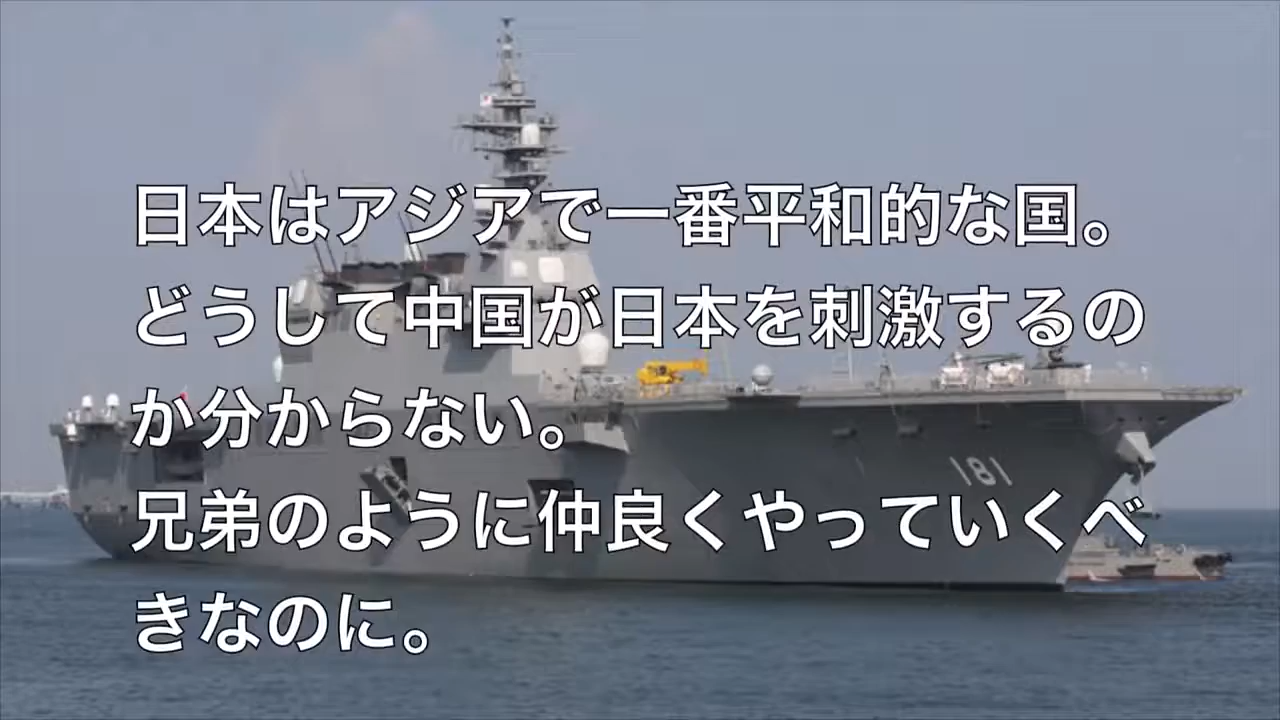 日本はアジアで一番平和的な国。
どうして中国が日本を刺激するの
か分からない。
兄弟のように仲良くやっていくべ
きなのに。
181